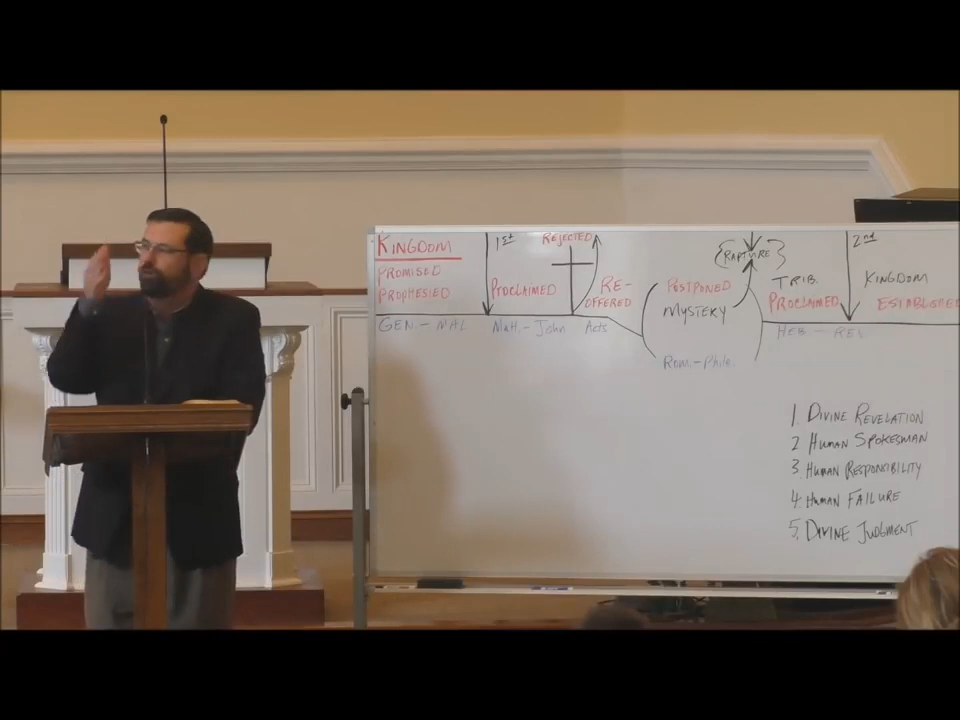 KINGDOM
PROMISED
PROPHESIED
GEN - MAL
1st
PROCLAIMED
Matt. - John
REJECTED
RE-
OFFERED
Acts
POSTPONED
MYSTERY
Rom - Phile.
{RAPTURE}
TRIB.
PROCLAIMED
HEB - REV.
2nd
KINGDOM
ESTABLISHED
1 DIVINE REVELATION
2 HUMAN SPOKESMAN
3. HUMAN RESPONSIBILITY
4. HUMAN FAILURE
5. DIVINE JUDGMENT